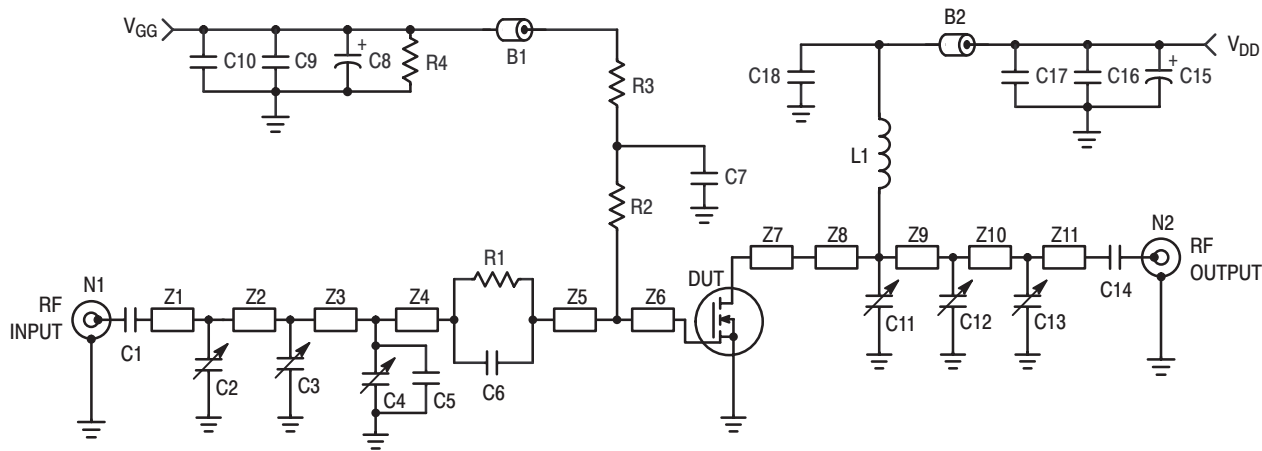 VGG
C10
C9
+
C8
R4
B1
R3
C7
R2
C18
L1
B2
C17
C16
+
C15
VDD
N1
RF
INPUT
C1
Z1
C2
Z2
C3
Z3
C4
C5
Z4
R1
C6
Z5
Z6
DUT
Z7
Z8
C11
Z9
C12
Z10
C13
Z11
C14
N2
RF
OUTPUT